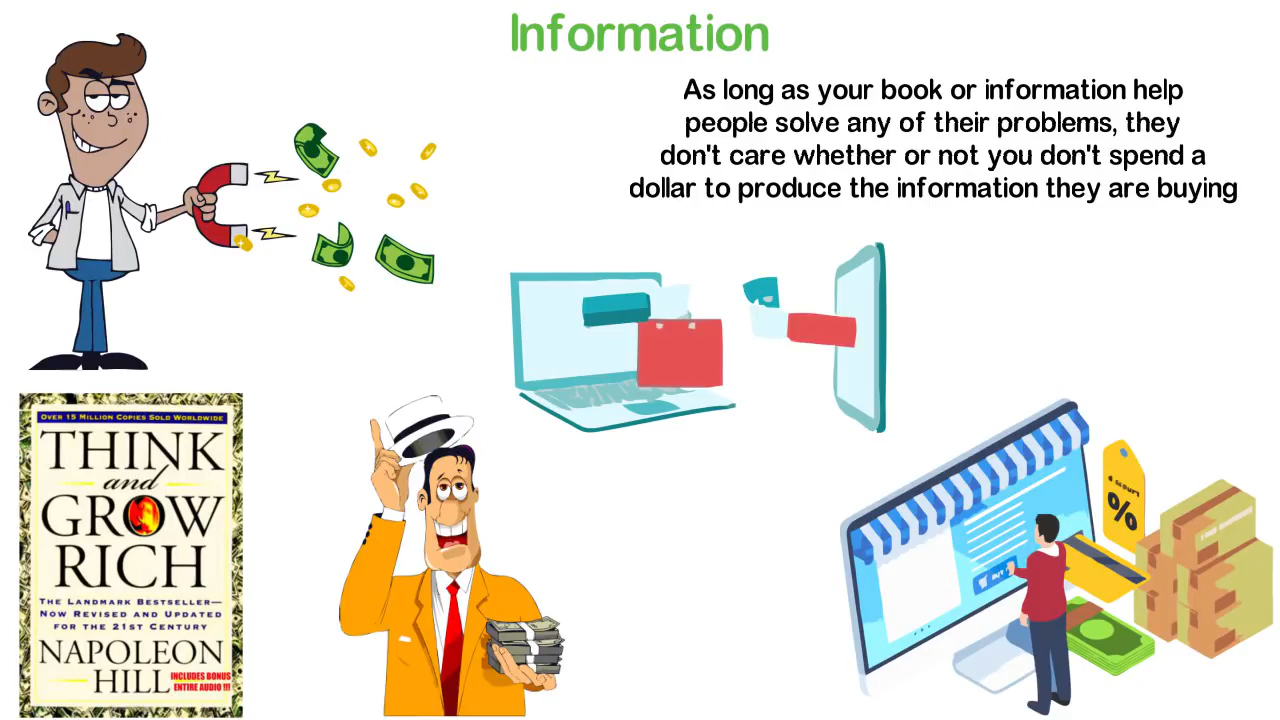 Information
As long as your book or information help
people solve any of their problems, they
don't care whether or not you don't spend a
dollar to produce the information they are buying
OVER 15 MILLION COPIES SOLD WORLDWIDE
THINK
and
GROW
RICH
THE LANDMARK BESTSELLER—
NOW REVISED AND UPDATED
FOR THE 21ST CENTURY
NAPOLEON
HILL
INCLUDES BONUS
ENTIRE AUDIO !!!
%